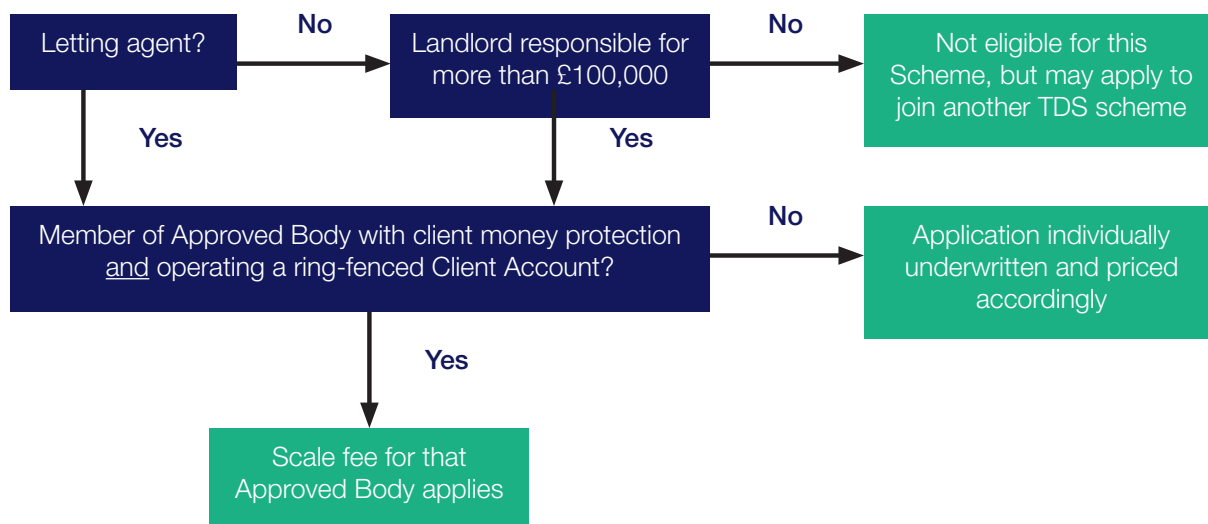 Letting agent?
No
Landlord responsible for
more than £100,000
No
Not eligible for this
Scheme, but may apply to
join another TDS scheme
Yes
Yes
Member of Approved Body with client money protection
and operating a ring-fenced Client Account?
No
Application individually
underwritten and priced
accordingly
Yes
Scale fee for that
Approved Body applies